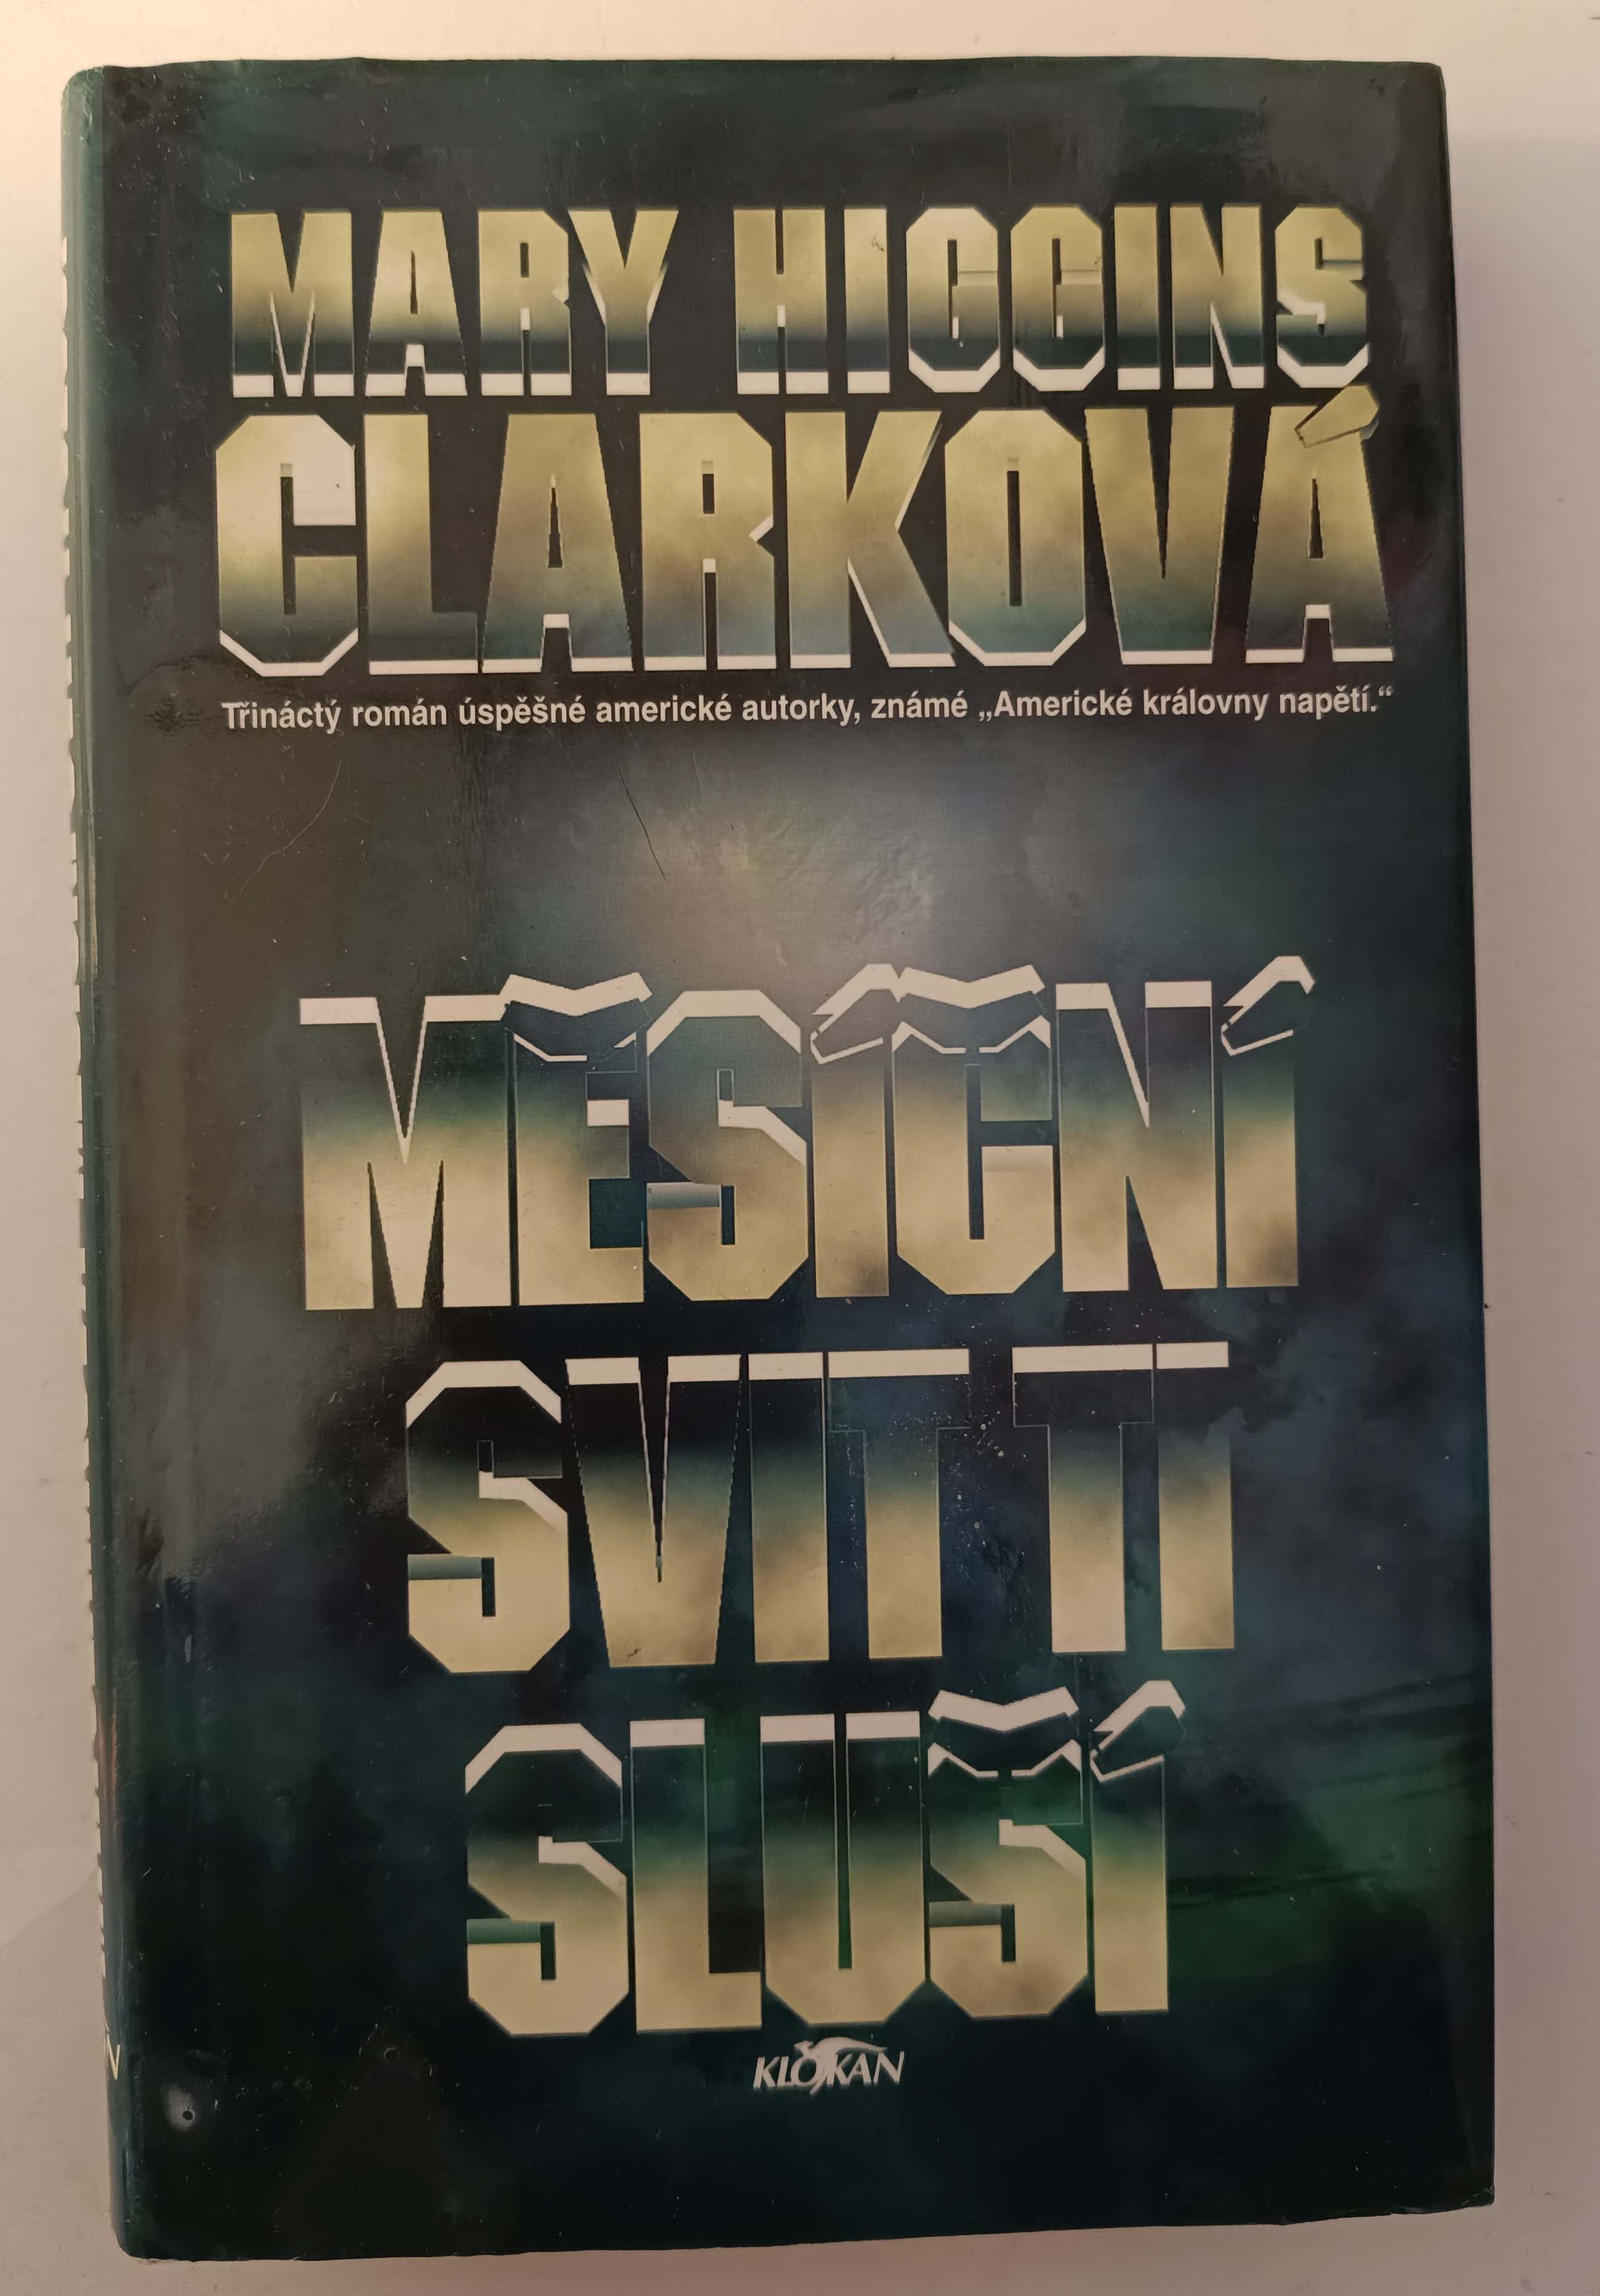 MARY HIGGINS
CLARKOVÁ
Třináctý román úspěšné americké autorky, známé „Americké královny napětí.“
MĚSÍČNÍ
SVIT TI
SLUŠÍ
KLOKAN
N